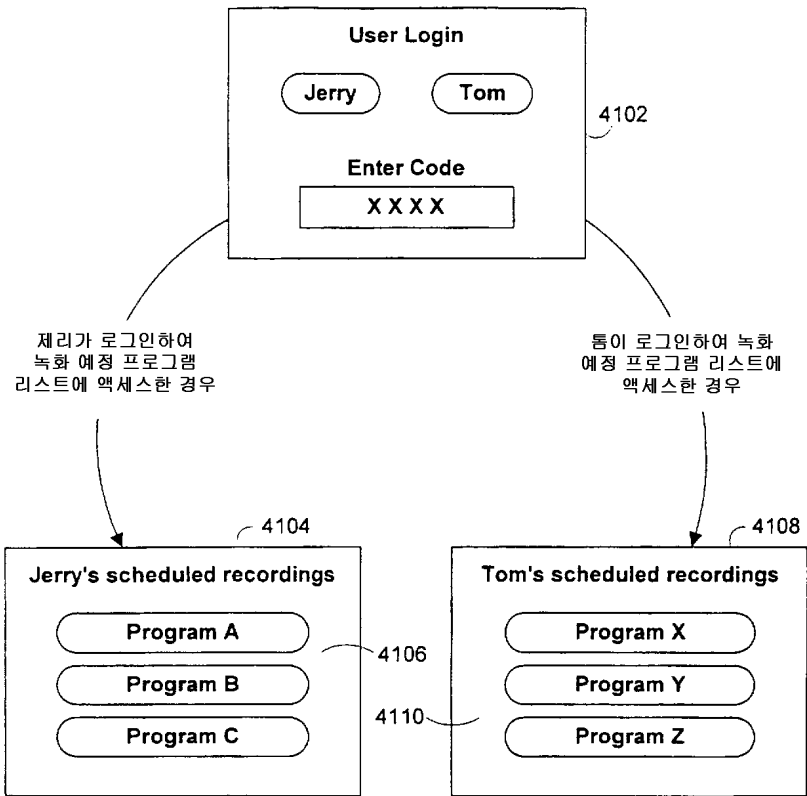 User Login
Jerry
Tom
4102
Enter Code
X X X X
제리가 로그인하여
녹화 예정 프로그램
리스트에 액세스한 경우
톰이 로그인하여 녹화
예정 프로그램 리스트에
액세스한 경우
4104
Jerry's scheduled recordings
Program A
Program B
Program C
4106
4108
Tom's scheduled recordings
Program X
Program Y
Program Z
4110